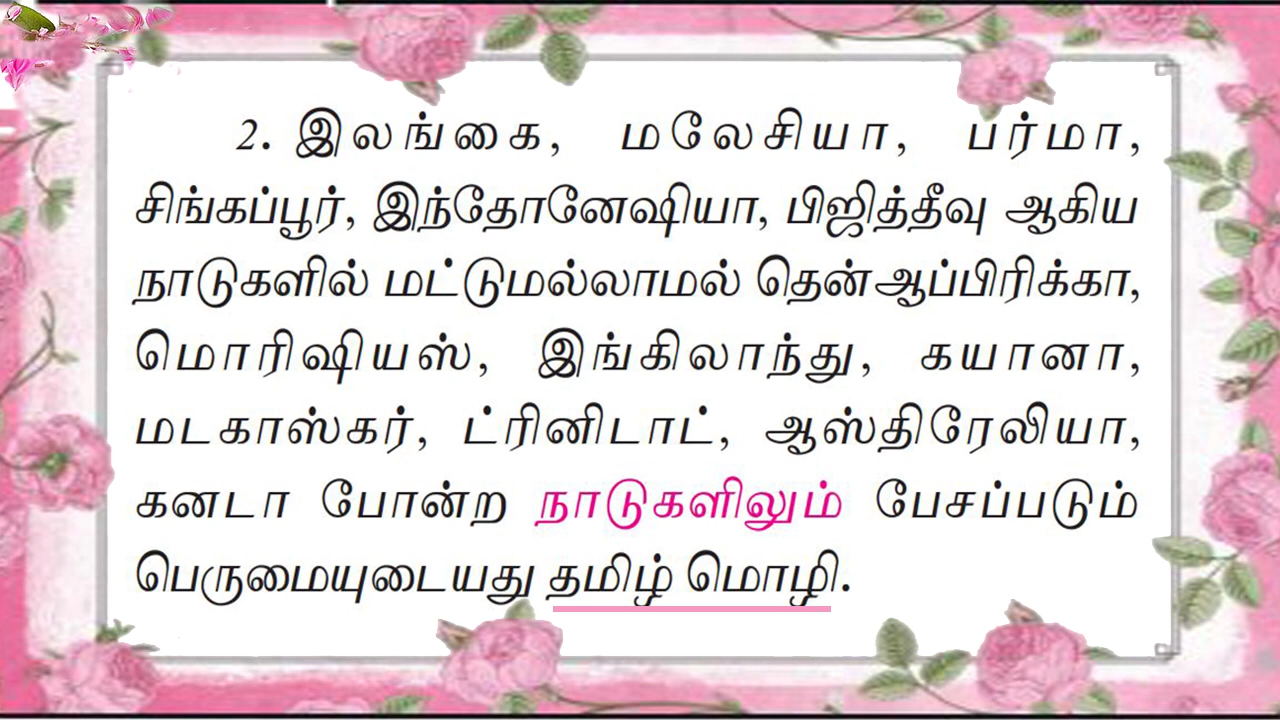 2. இலங்கை, மலேசியா, பர்மா,
சிங்கப்பூர், இந்தோனேஷியா, பிஜித்தீவு ஆகிய
நாடுகளில் மட்டுமல்லாமல் தென்ஆப்பிரிக்கா,
மொரிஷியஸ், இங்கிலாந்து, கயானா,
மடகாஸ்கர், ட்ரினிடாட், ஆஸ்திரேலியா,
கனடா போன்ற நாடுகளிலும் பேசப்படும்
பெருமையுடையது தமிழ் மொழி.